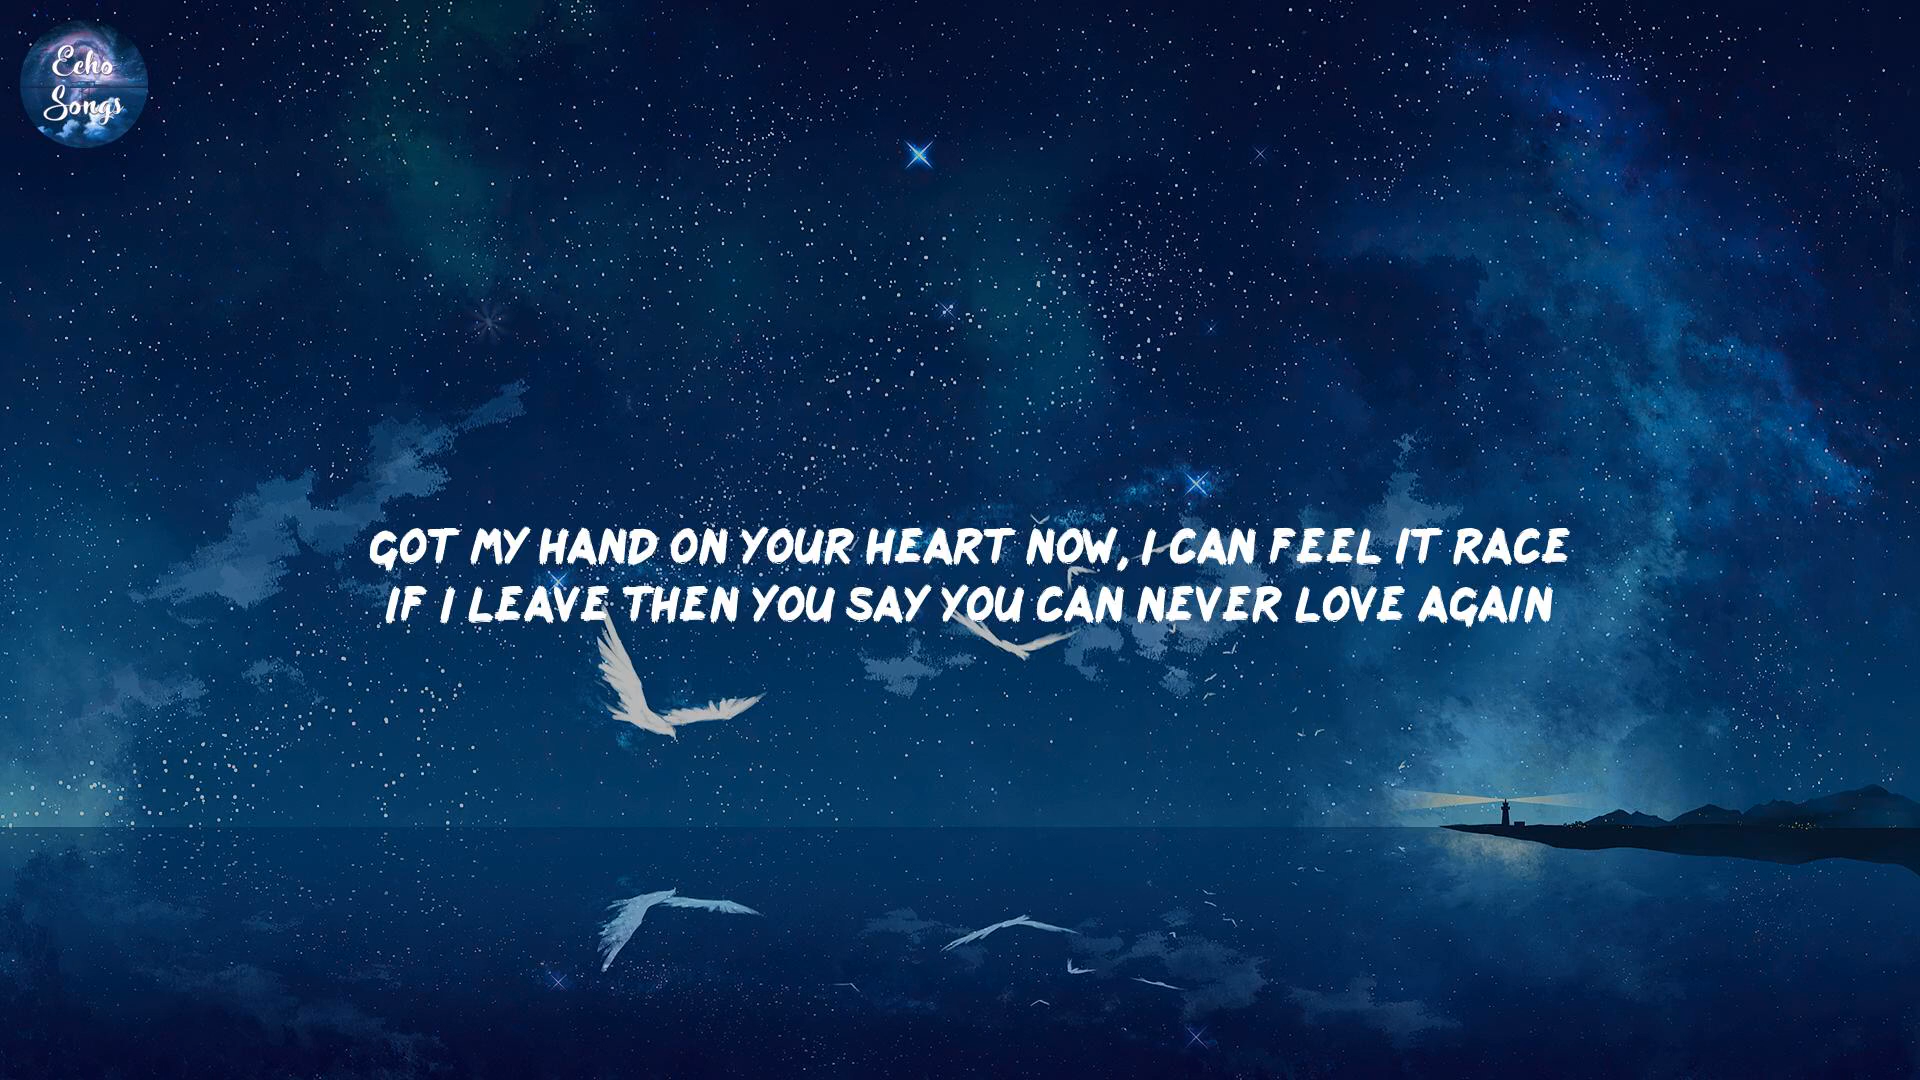 Echo
Songs
GOT MY HAND ON YOUR HEART NOW, I CAN FEEL IT RACE
IF I LEAVE THEN YOU SAY YOU CAN NEVER LOVE AGAIN